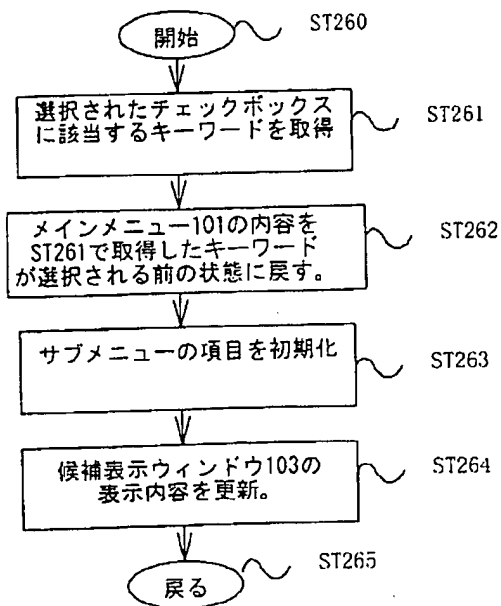 開始
ST260
選択されたチェックボックス
に該当するキーワードを取得
ST261
メインメニュー101の内容を
ST261で取得したキーワード
が選択される前の状態に戻す。
ST262
サブメニューの項目を初期化
ST263
候補表示ウィンドウ103の
表示内容を更新。
ST264
戻る
ST265